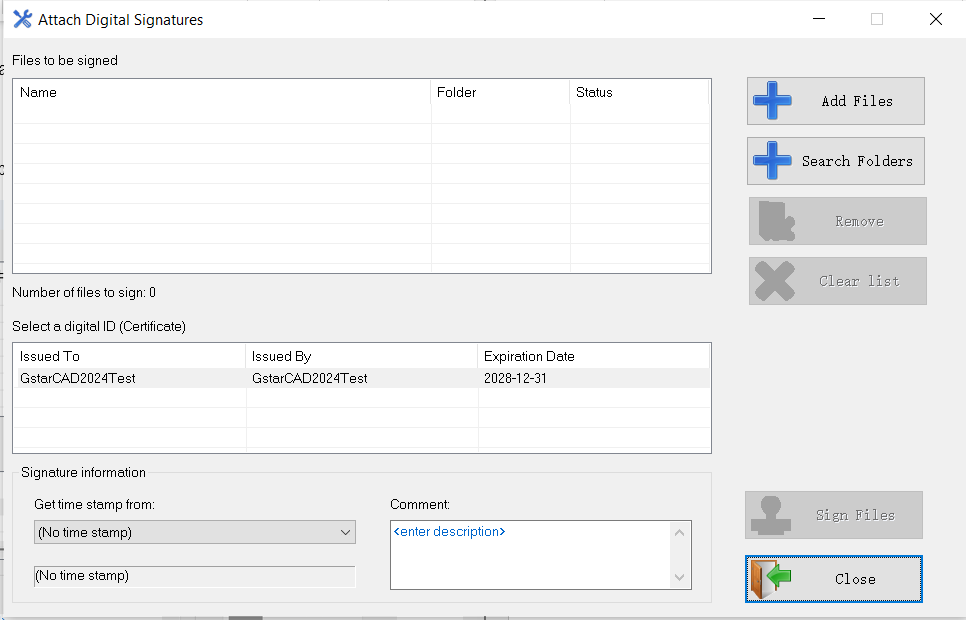 Attach Digital Signatures
Files to be signed
Name Folder Status
Add Files
Search Folders
Remove
Clear list
Number of files to sign: 0
Select a digital ID (Certificate)
Issued To Issued By Expiration Date
GstarCAD2024Test GstarCAD2024Test 2028-12-31
Signature information
Get time stamp from:
(No time stamp)
(No time stamp)
Comment:
<enter description>
Sign Files
Close